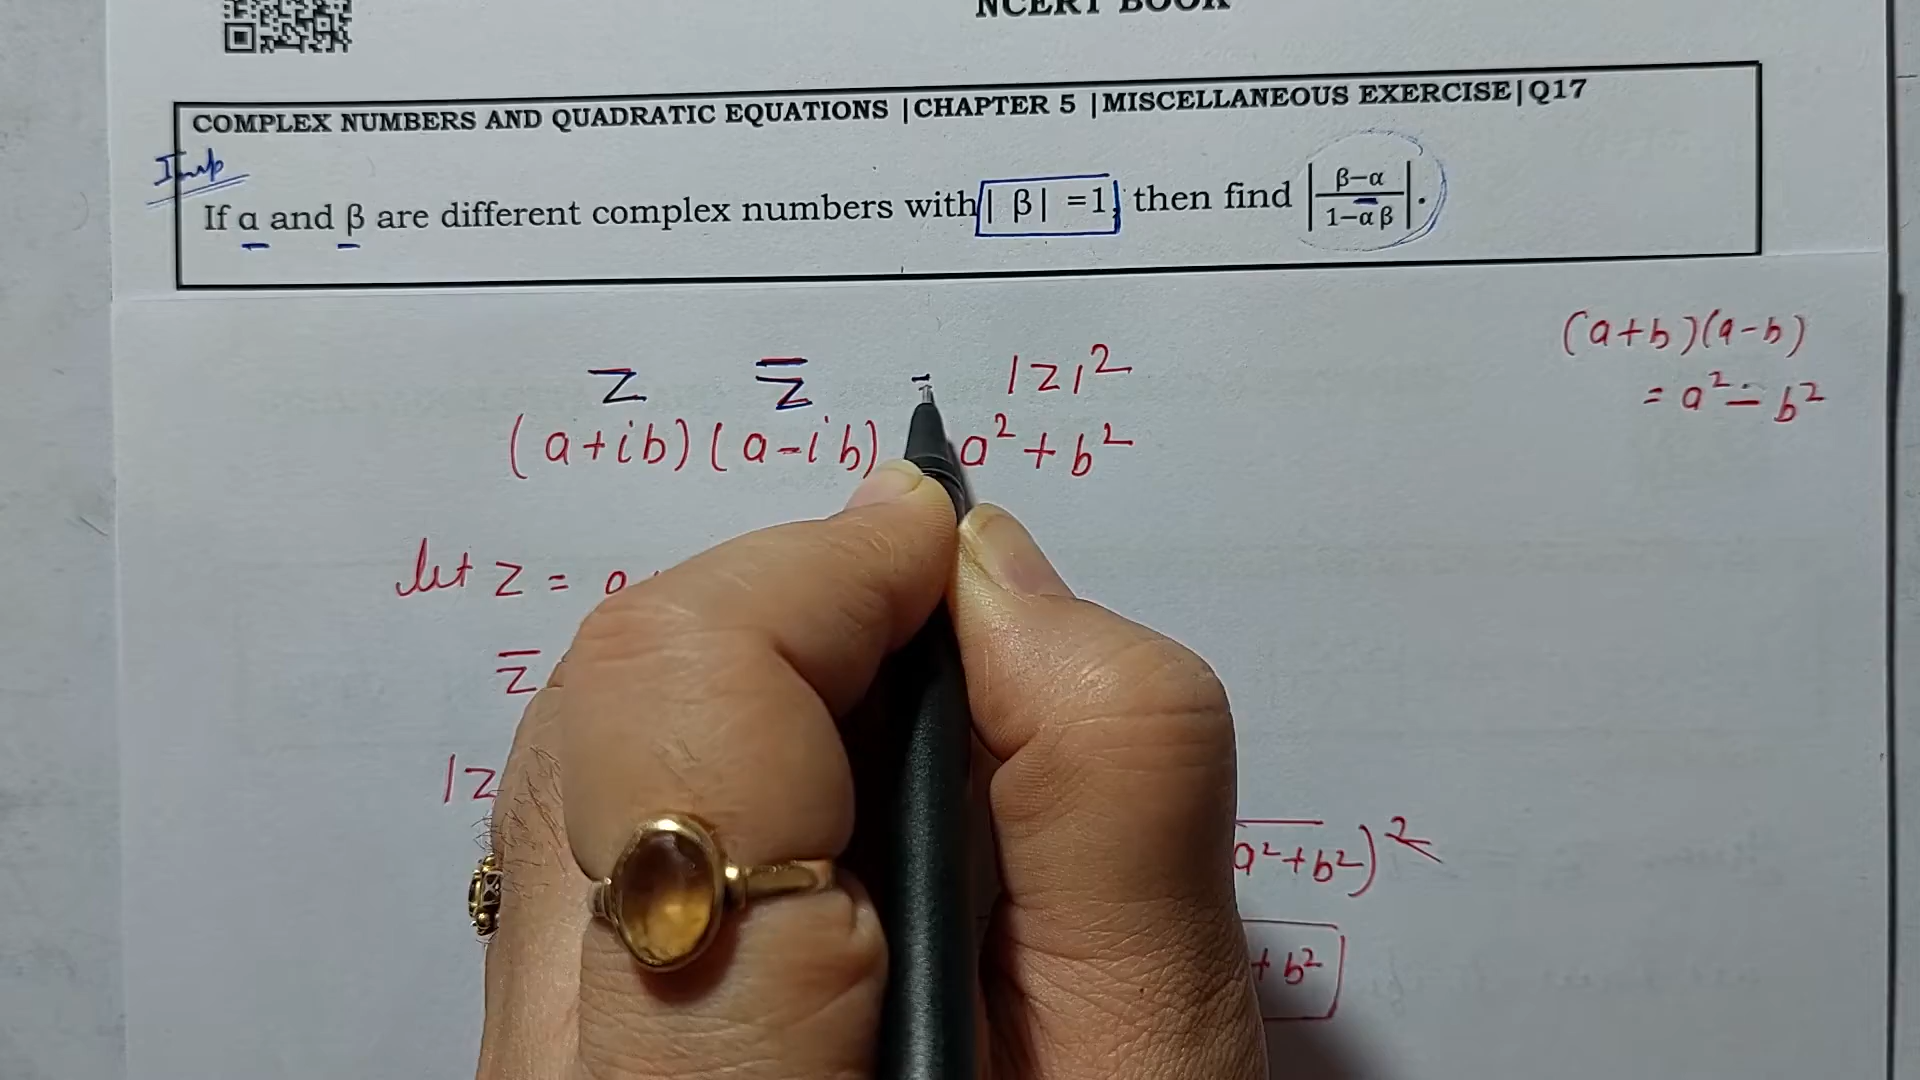 NCERT BOOK
COMPLEX NUMBERS AND QUADRATIC EQUATIONS |CHAPTER 5 |MISCELLANEOUS EXERCISE|Q17
Imp
If α and β are different complex numbers with | β| =1, then find |β−α / 1−α̅β|.
(a+b)(a-b)
= a² - b²
z z̅ = |z|²
(a+ib)(a-ib) a² + b²
let z = a
z̅
|z
a²+b²)²
+ b²